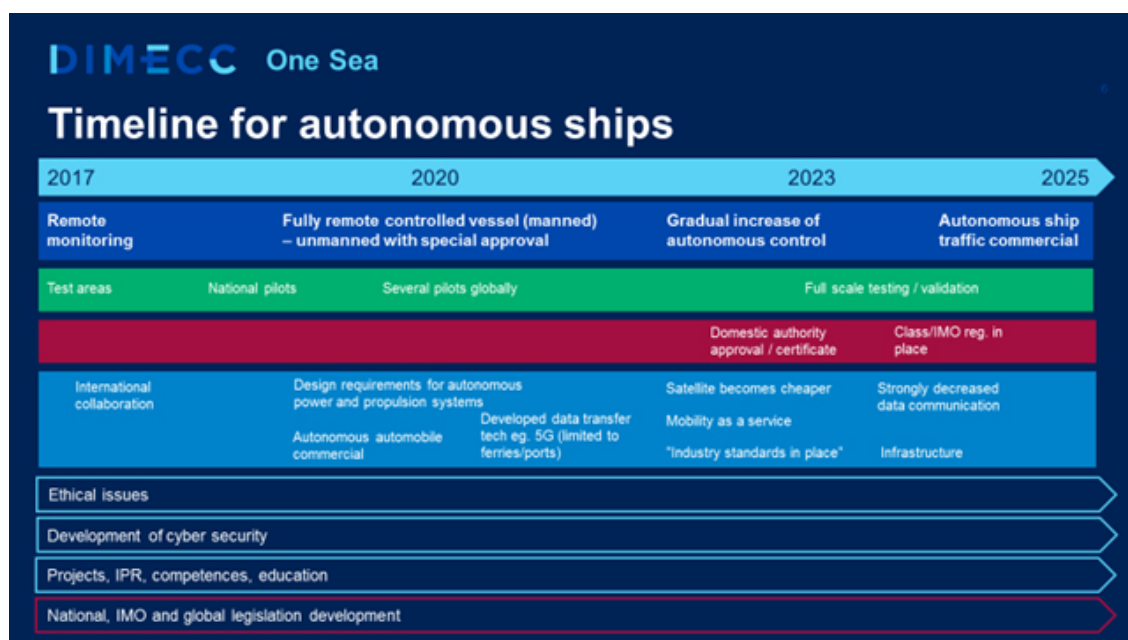 DIMECC One Sea
6
Timeline for autonomous ships
2017 2020 2023 2025
Remote
monitoring
Fully remote controlled vessel (manned)
– unmanned with special approval
Gradual increase of
autonomous control
Autonomous ship
traffic commercial
Test areas National pilots Several pilots globally Full scale testing / validation
Domestic authority
approval / certificate
Class/IMO reg. in
place
International
collaboration
Design requirements for autonomous
power and propulsion systems
Autonomous automobile
commercial
Developed data transfer
tech eg. 5G (limited to
ferries/ports)
Satellite becomes cheaper
Mobility as a service
"Industry standards in place"
Strongly decreased
data communication
Infrastructure
Ethical issues
Development of cyber security
Projects, IPR, competences, education
National, IMO and global legislation development